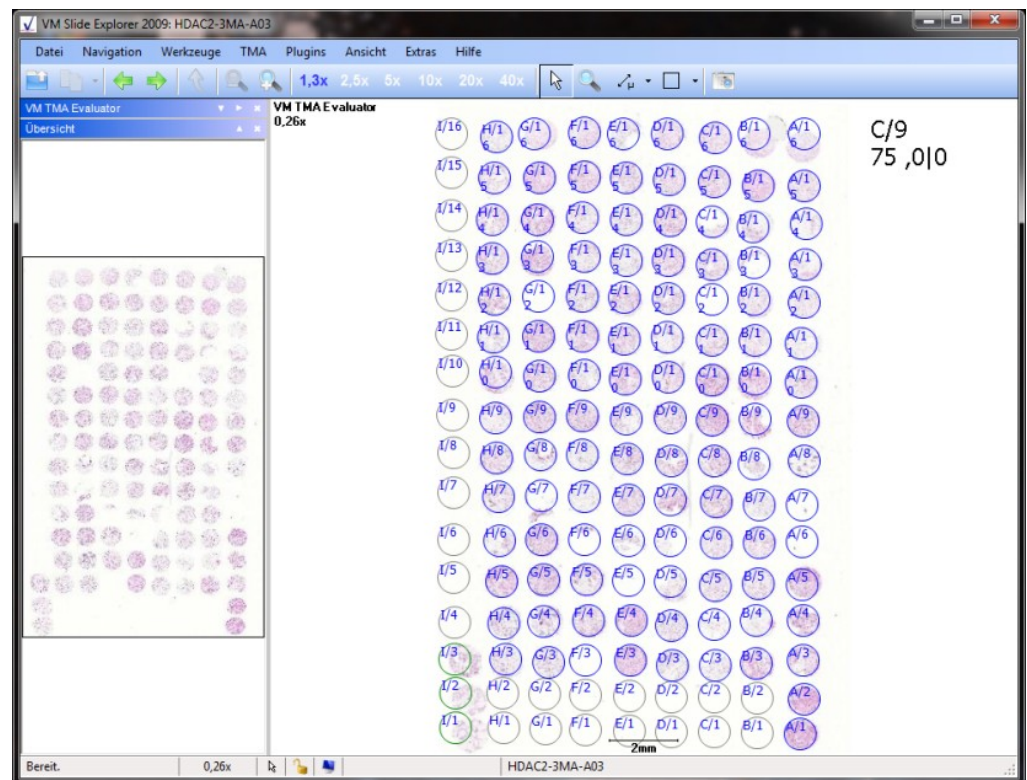 VM Slide Explorer 2009: HDAC2-3MA-A03
Datei Navigation Werkzeuge TMA Plugins Ansicht Extras Hilfe
1,3x 2,5x 5x 10x 20x 40x
VM TMA Evaluator
Übersicht
VM TMA Evaluator
0,26x
C/9
75 ,0|0
I/16 H/16 G/16 F/16 E/16 D/16 C/16 B/16 A/16
I/15 H/15 G/15 F/15 E/15 D/15 C/15 B/15 A/15
I/14 H/14 G/14 F/14 E/14 D/14 C/14 B/14 A/14
I/13 H/13 G/13 F/13 E/13 D/13 C/13 B/13 A/13
I/12 H/12 G/12 F/12 E/12 D/12 C/12 B/12 A/12
I/11 H/11 G/11 F/11 E/11 D/11 C/11 B/11 A/11
I/10 H/10 G/10 F/10 E/10 D/10 C/10 B/10 A/10
I/9 H/9 G/9 F/9 E/9 D/9 C/9 B/9 A/9
I/8 H/8 G/8 F/8 E/8 D/8 C/8 B/8 A/8
I/7 H/7 G/7 F/7 E/7 D/7 C/7 B/7 A/7
I/6 H/6 G/6 F/6 E/6 D/6 C/6 B/6 A/6
I/5 H/5 G/5 F/5 E/5 D/5 C/5 B/5 A/5
I/4 H/4 G/4 F/4 E/4 D/4 C/4 B/4 A/4
I/3 H/3 G/3 F/3 E/3 D/3 C/3 B/3 A/3
I/2 H/2 G/2 F/2 E/2 D/2 C/2 B/2 A/2
I/1 H/1 G/1 F/1 E/1 D/1 C/1 B/1 A/1
2mm
Bereit. 0,26x HDAC2-3MA-A03